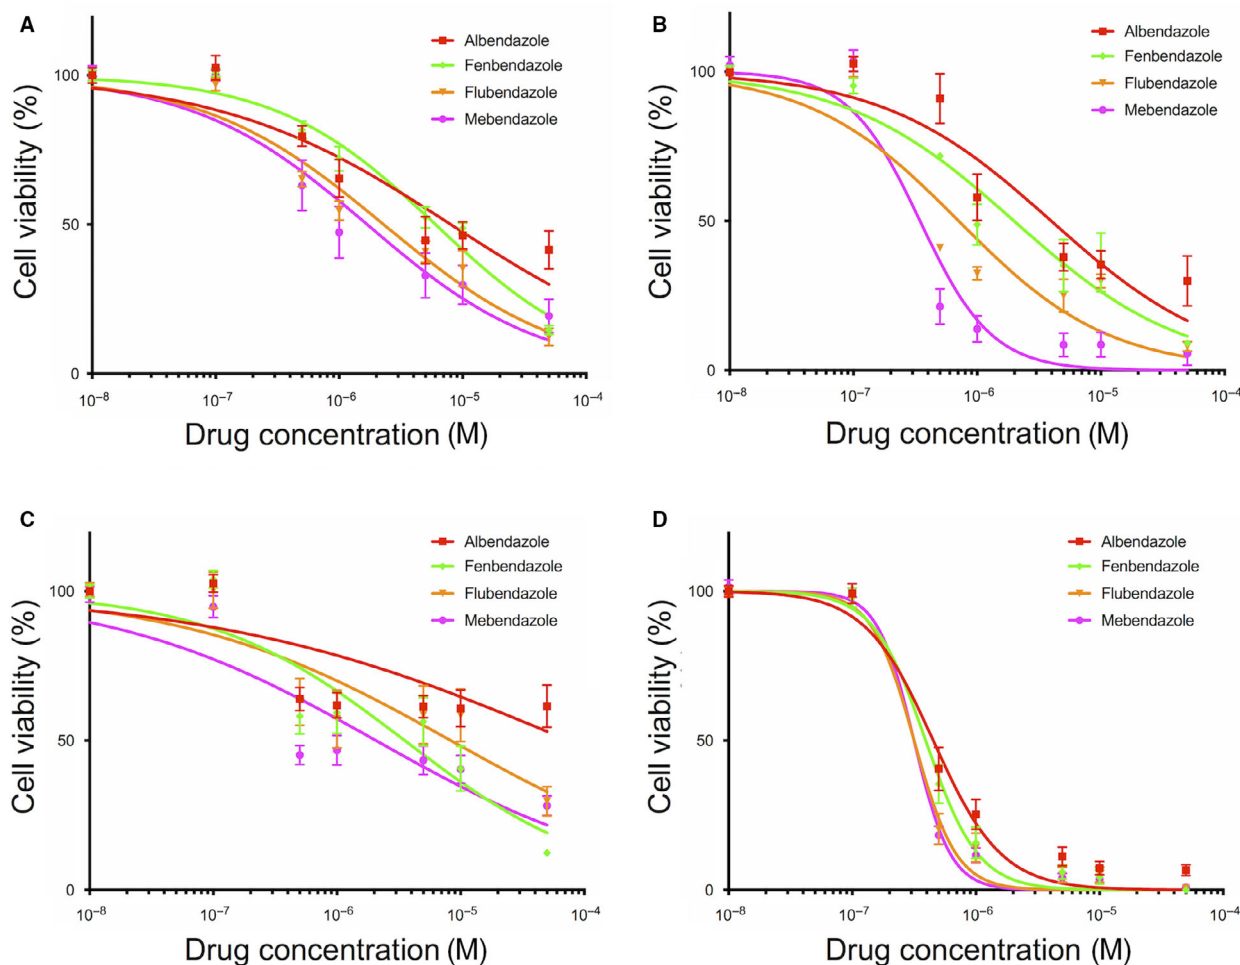 A
Albendazole
Fenbendazole
Flubendazole
Mebendazole
100
50
0
Cell viability (%)
10⁻⁸ 10⁻⁷ 10⁻⁶ 10⁻⁵ 10⁻⁴
Drug concentration (M)
B
Albendazole
Fenbendazole
Flubendazole
Mebendazole
100
50
0
Cell viability (%)
10⁻⁸ 10⁻⁷ 10⁻⁶ 10⁻⁵ 10⁻⁴
Drug concentration (M)
C
Albendazole
Fenbendazole
Flubendazole
Mebendazole
100
50
0
Cell viability (%)
10⁻⁸ 10⁻⁷ 10⁻⁶ 10⁻⁵ 10⁻⁴
Drug concentration (M)
D
Albendazole
Fenbendazole
Flubendazole
Mebendazole
100
50
0
Cell viability (%)
10⁻⁸ 10⁻⁷ 10⁻⁶ 10⁻⁵ 10⁻⁴
Drug concentration (M)